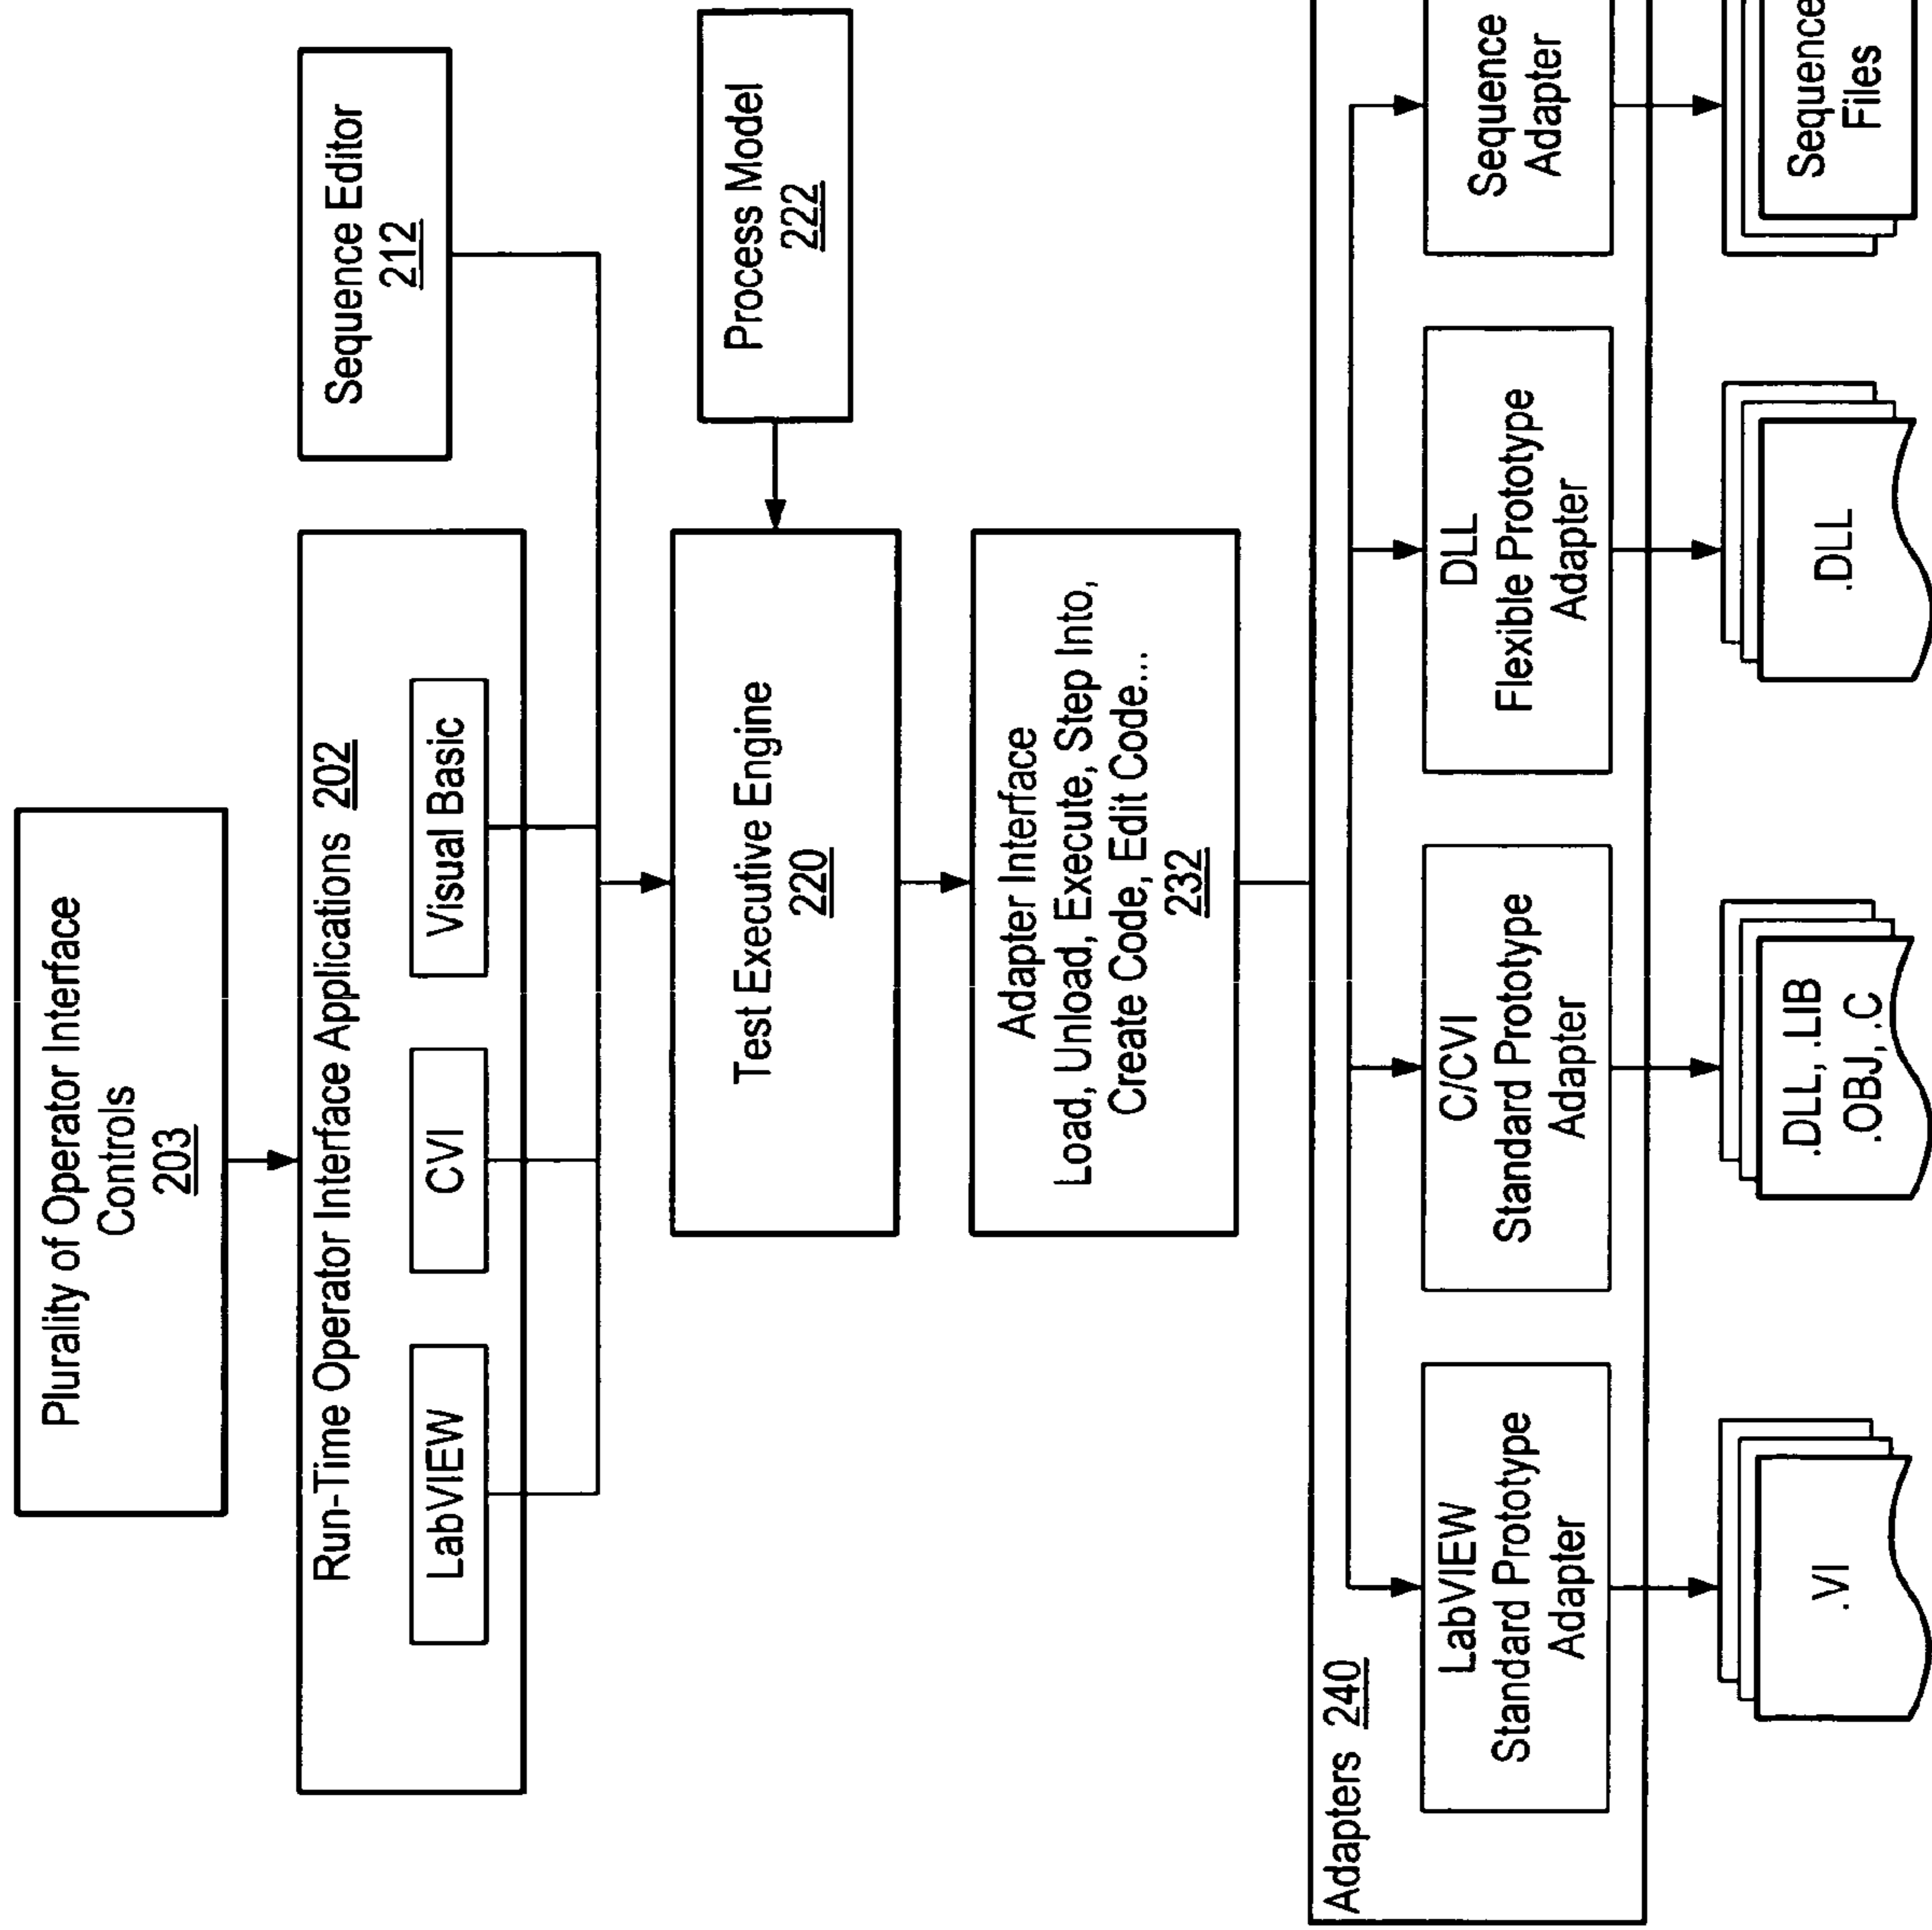 Plurality of Operator Interface
Controls
203
Run-Time Operator Interface Applications 202
LabVIEW
CVI
Visual Basic
Sequence Editor
212
Test Executive Engine
220
Process Model
222
Adapter Interface
Load, Unload, Execute, Step Into,
Create Code, Edit Code...
232
Adapters 240
LabVIEW
Standard Prototype
Adapter
C/CVI
Standard Prototype
Adapter
DLL
Flexible Prototype
Adapter
Sequence
Adapter
.VI
.DLL, .LIB
.OBJ, .C
.DLL
Sequence
Files